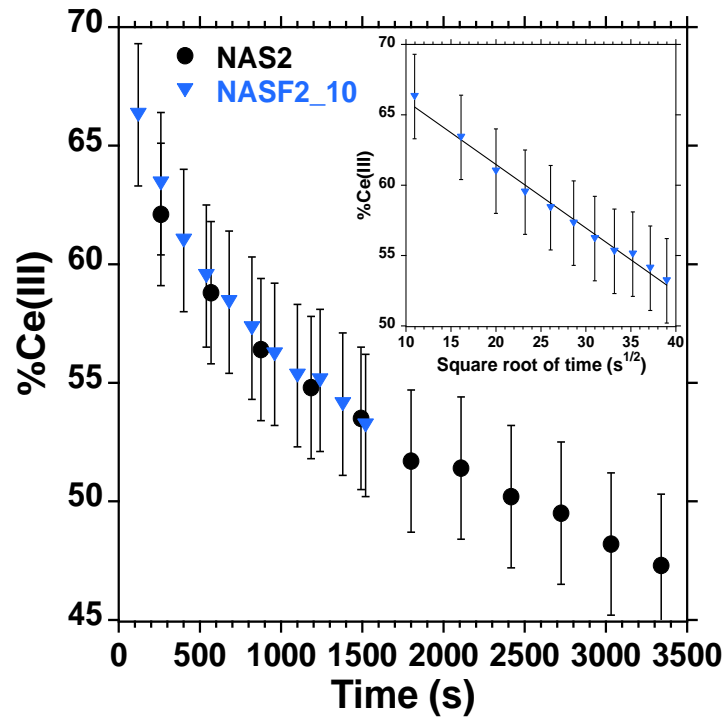 70
65
60
55
50
45
%Ce(III)
0 500 1000 1500 2000 2500 3000 3500
Time (s)
NAS2
NASF2_10
70
65
60
55
50
%Ce(III)
10 15 20 25 30 35 40
Square root of time (s^1/2)